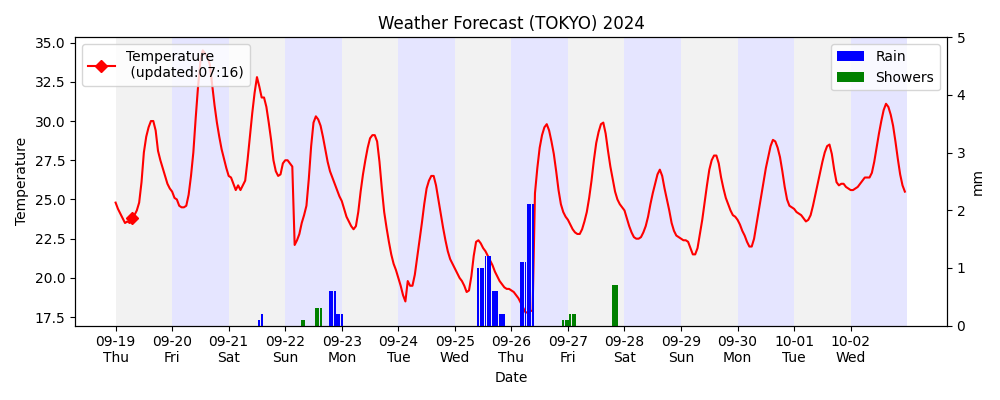 Weather Forecast (TOKYO) 2024
Temperature
(updated:07:16)
Rain
Showers
Temperature
35.0
32.5
30.0
27.5
25.0
22.5
20.0
17.5
5
4
3
2
1
0
mm
09-19 09-20 09-21 09-22 09-23 09-24 09-25 09-26 09-27 09-28 09-29 09-30 10-01 10-02
Thu Fri Sat Sun Mon Tue Wed Thu Fri Sat Sun Mon Tue Wed
Date